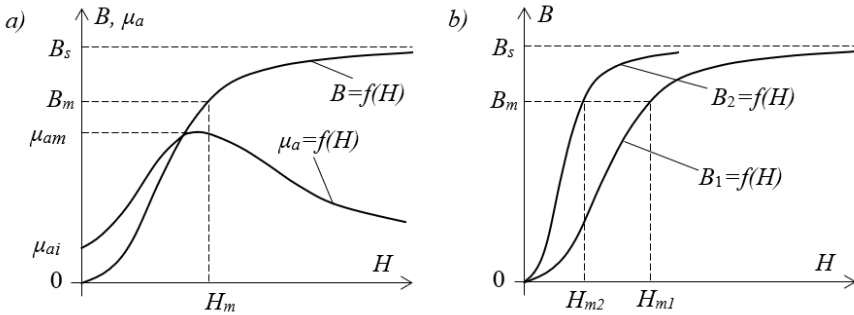 a)
B, μa
Bs
Bm
μam
μai
0
B=f(H)
μa=f(H)
H
Hm
b)
B
Bs
Bm
0
B2=f(H)
B1=f(H)
H
Hm2
Hm1